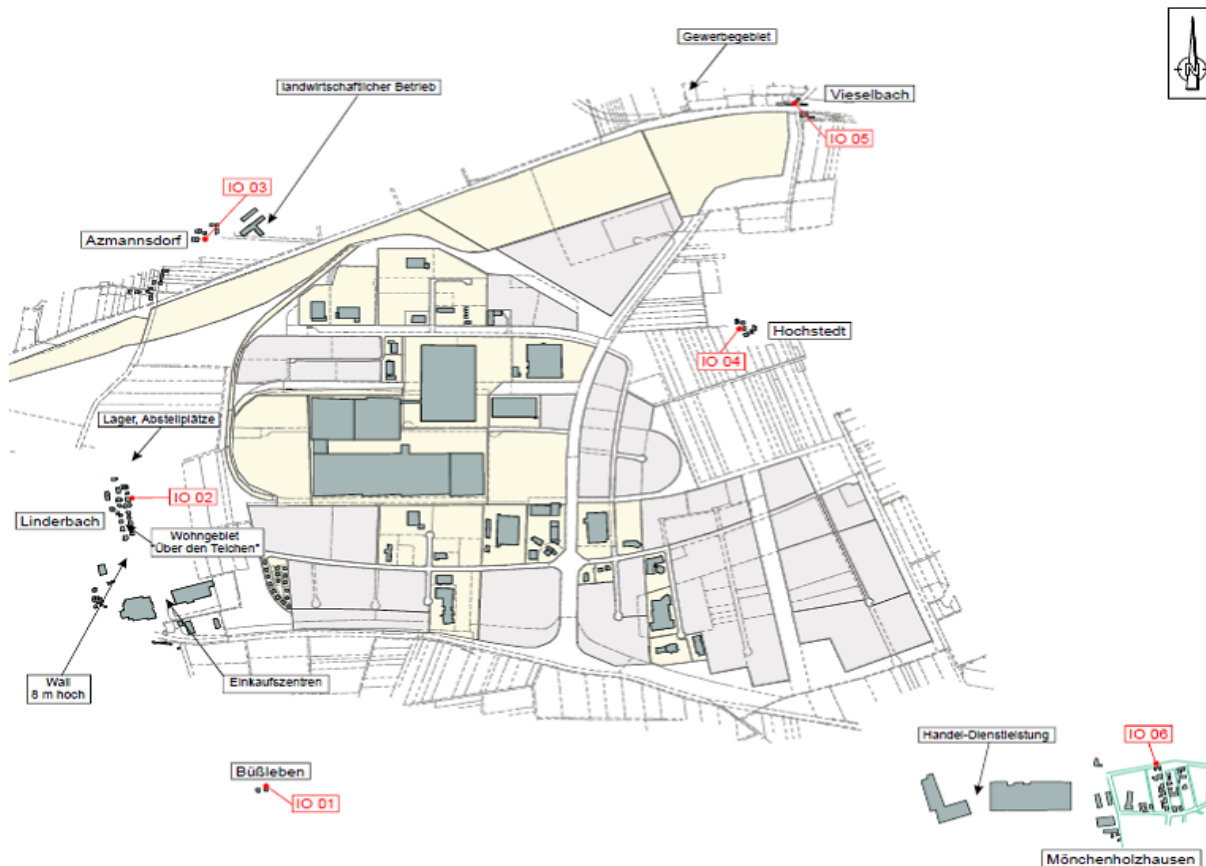 Gewerbegebiet
N
landwirtschaftlicher Betrieb
Vieselbach
IO 05
IO 03
Azmannsdorf
Hochstedt
IO 04
Lager, Abstellplätze
IO 02
Linderbach
Wohngebiet
"Über den Teichen"
Wall
8 m hoch
Einkaufszentren
Handel-Dienstleistung
IO 06
Büßleben
IO 01
Mönchenholzhausen